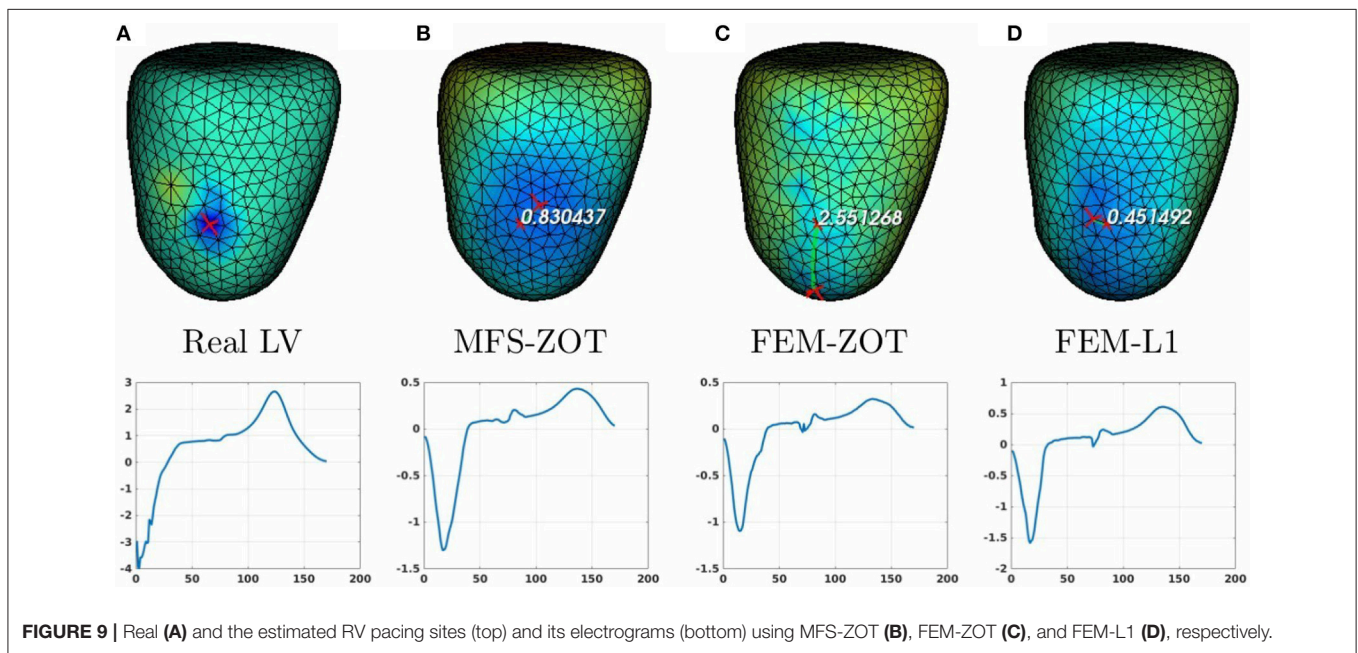 A B C D
0.830437 2.551268 0.451492
Real LV MFS-ZOT FEM-ZOT FEM-L1
3 0.5 0.5 1
2 0.5
1 0 0 0
0
-1 -0.5 -0.5 -0.5
-2 -1 -1 -1
-3 -1.5
-4 -1.5 -1.5 -2
0 50 100 150 200 0 50 100 150 200 0 50 100 150 200 0 50 100 150 200
FIGURE 9 | Real (A) and the estimated RV pacing sites (top) and its electrograms (bottom) using MFS-ZOT (B), FEM-ZOT (C), and FEM-L1 (D), respectively.